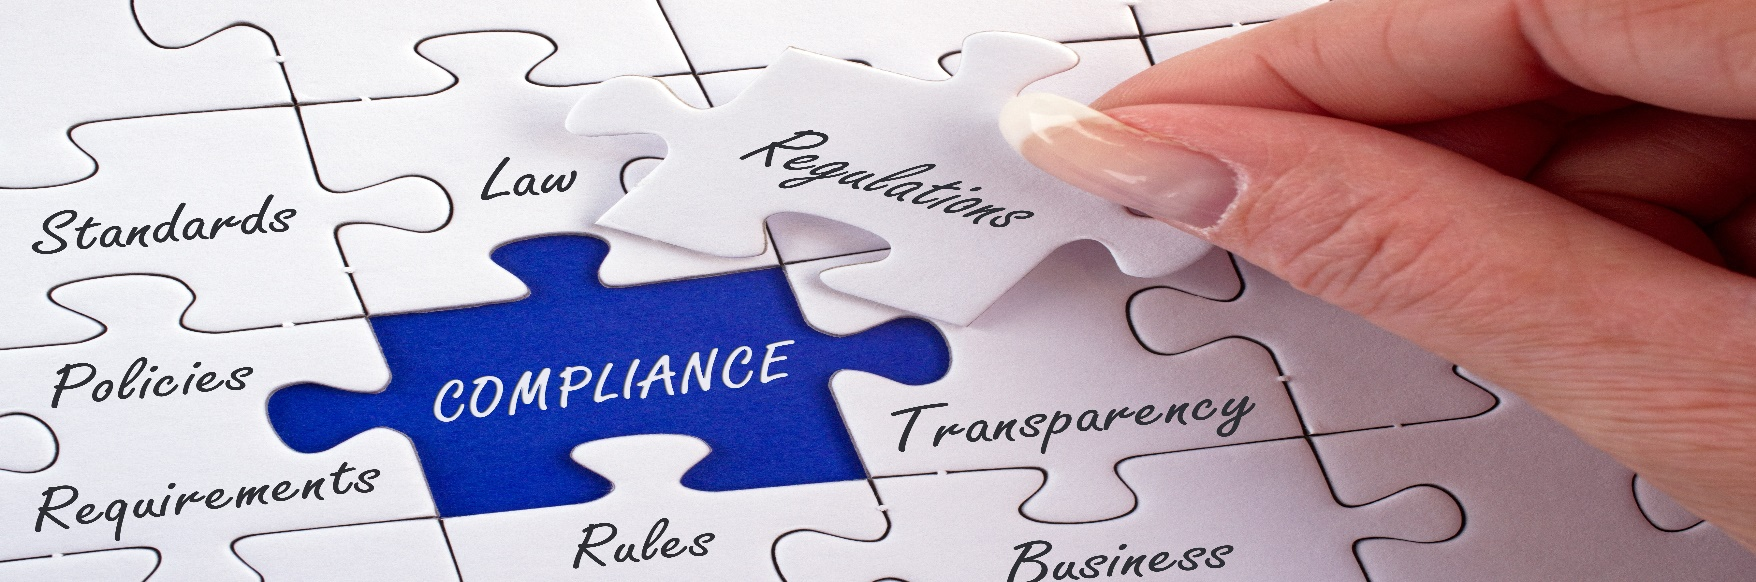 Law
Regulations
Standards
COMPLIANCE
Policies
Transparency
Requirements
Rules
Business